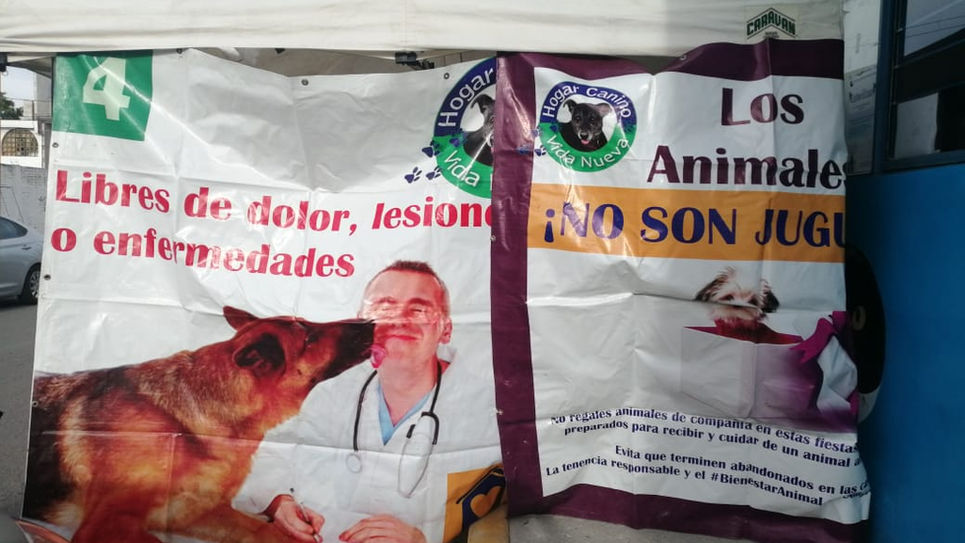 CARAVAN
4
Hogar
Vida
Libres de dolor, lesione
o enfermedades
Hogar Canino
Vida Nueva
Los
Animales
¡NO SON JUGU
No regales animales de compañía en estas fiestas
preparados para recibir y cuidar de un animal
Evita que terminen abandonados en las
La tenencia responsable y el #BienestarAnimal